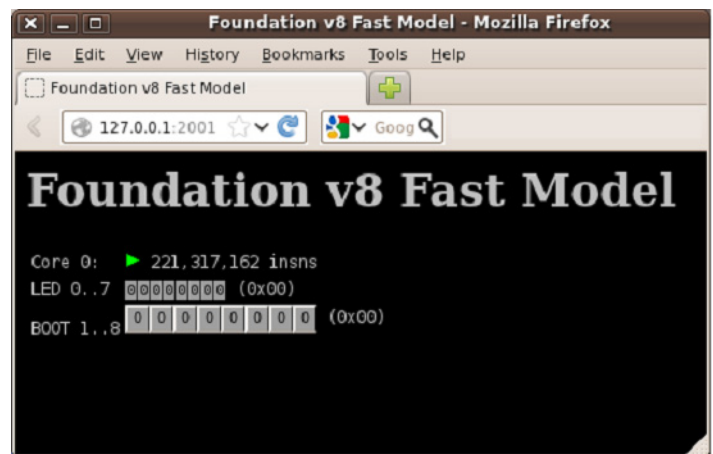 Foundation v8 Fast Model - Mozilla Firefox
File Edit View History Bookmarks Tools Help
Foundation v8 Fast Model
127.0.0.1:2001 Goog
Foundation v8 Fast Model
Core 0: 221,317,162 insns
LED 0..7 00000000 (0x00)
BOOT 1..8 0 0 0 0 0 0 0 0 (0x00)